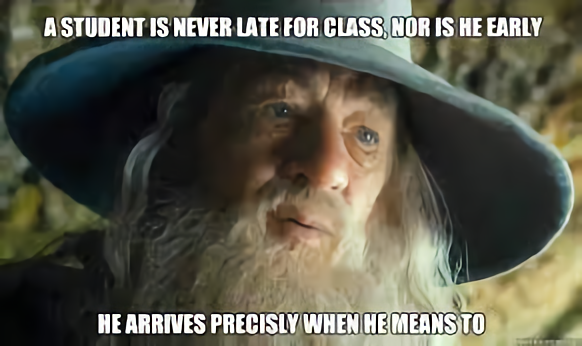 A STUDENT IS NEVER LATE FOR CLASS, NOR IS HE EARLY
HE ARRIVES PRECISLY WHEN HE MEANS TO